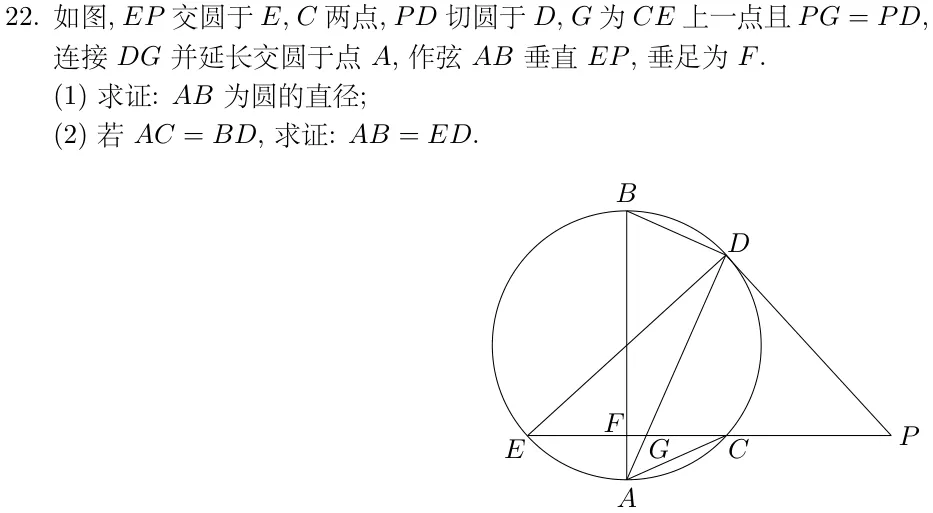 22. 如图, EP 交圆于 E, C 两点, PD 切圆于 D, G 为 CE 上一点且 PG = PD,
连接 DG 并延长交圆于点 A, 作弦 AB 垂直 EP, 垂足为 F.
(1) 求证: AB 为圆的直径;
(2) 若 AC = BD, 求证: AB = ED.
B
D
F
E
G
C
P
A